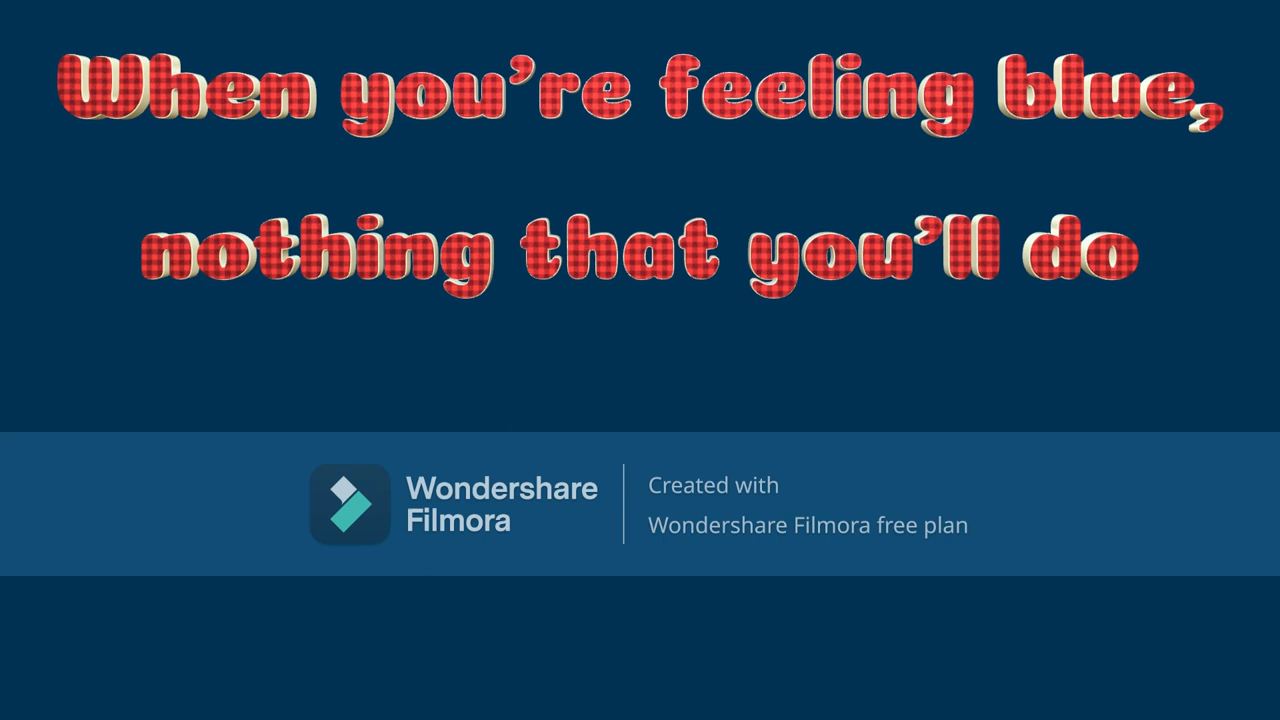 When you’re feeling blue,
nothing that you’ll do
Wondershare
Filmora
Created with
Wondershare Filmora free plan